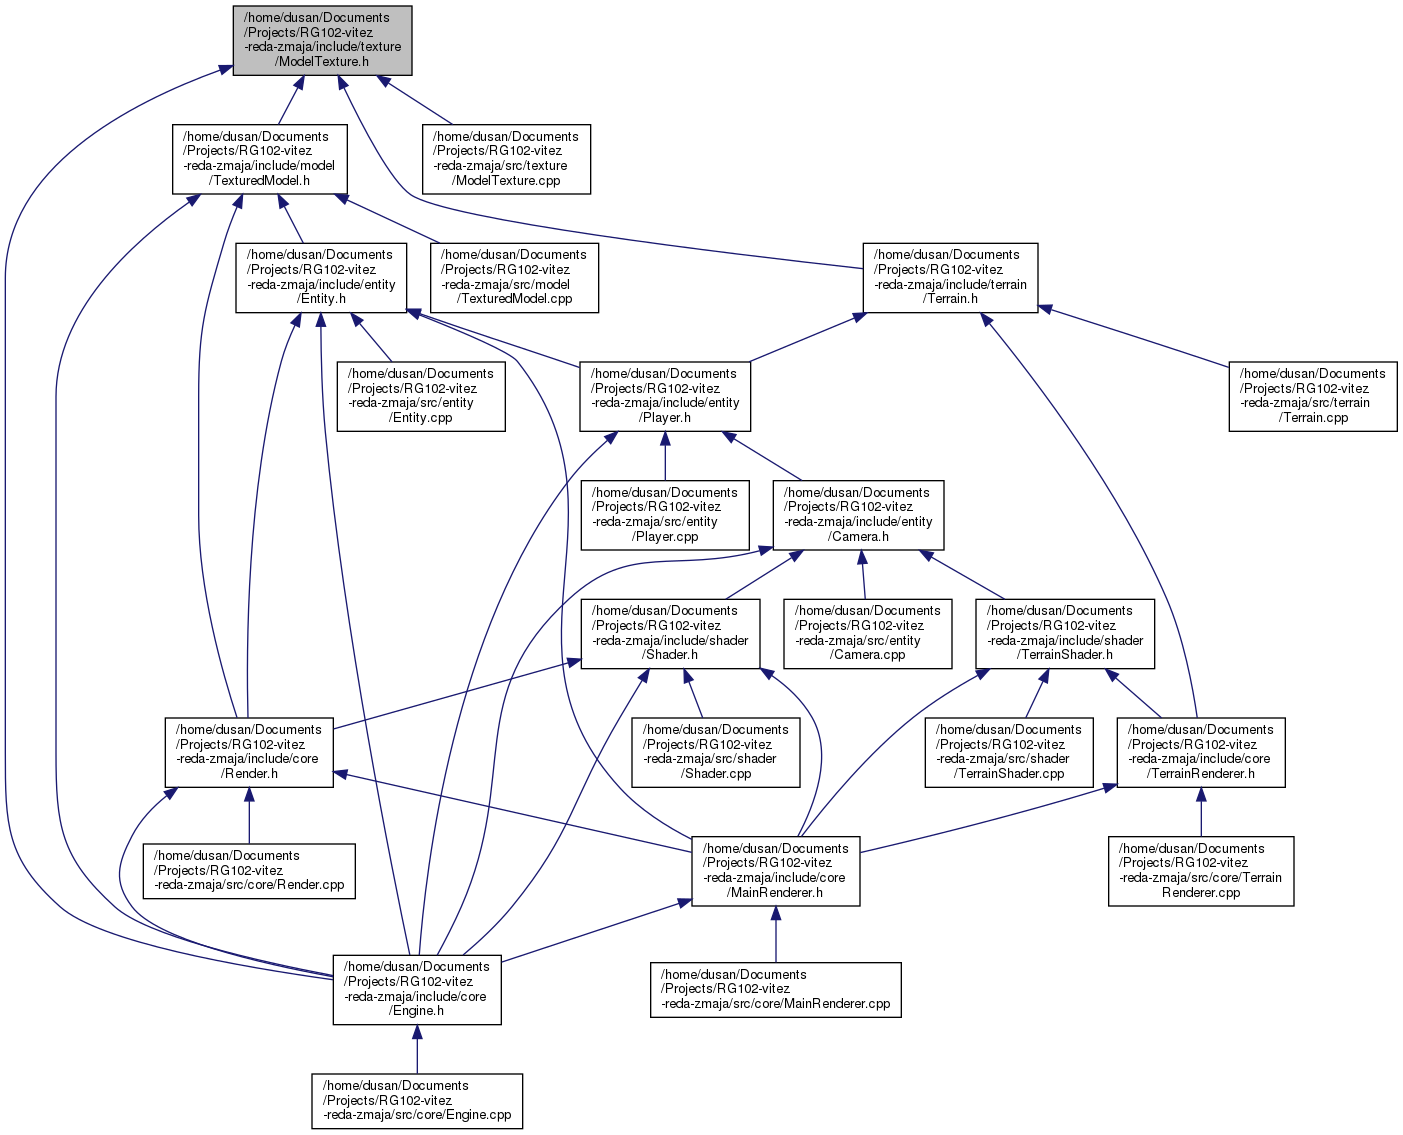 /home/dusan/Documents
/Projects/RG102-vitez
-reda-zmaja/include/texture
/ModelTexture.h
/home/dusan/Documents
/Projects/RG102-vitez
-reda-zmaja/include/model
/TexturedModel.h
/home/dusan/Documents
/Projects/RG102-vitez
-reda-zmaja/src/texture
/ModelTexture.cpp
/home/dusan/Documents
/Projects/RG102-vitez
-reda-zmaja/include/entity
/Entity.h
/home/dusan/Documents
/Projects/RG102-vitez
-reda-zmaja/src/model
/TexturedModel.cpp
/home/dusan/Documents
/Projects/RG102-vitez
-reda-zmaja/include/terrain
/Terrain.h
/home/dusan/Documents
/Projects/RG102-vitez
-reda-zmaja/src/entity
/Entity.cpp
/home/dusan/Documents
/Projects/RG102-vitez
-reda-zmaja/include/entity
/Player.h
/home/dusan/Documents
/Projects/RG102-vitez
-reda-zmaja/src/terrain
/Terrain.cpp
/home/dusan/Documents
/Projects/RG102-vitez
-reda-zmaja/src/entity
/Player.cpp
/home/dusan/Documents
/Projects/RG102-vitez
-reda-zmaja/include/entity
/Camera.h
/home/dusan/Documents
/Projects/RG102-vitez
-reda-zmaja/include/shader
/Shader.h
/home/dusan/Documents
/Projects/RG102-vitez
-reda-zmaja/src/entity
/Camera.cpp
/home/dusan/Documents
/Projects/RG102-vitez
-reda-zmaja/include/shader
/TerrainShader.h
/home/dusan/Documents
/Projects/RG102-vitez
-reda-zmaja/include/core
/Render.h
/home/dusan/Documents
/Projects/RG102-vitez
-reda-zmaja/src/shader
/Shader.cpp
/home/dusan/Documents
/Projects/RG102-vitez
-reda-zmaja/src/shader
/TerrainShader.cpp
/home/dusan/Documents
/Projects/RG102-vitez
-reda-zmaja/include/core
/TerrainRenderer.h
/home/dusan/Documents
/Projects/RG102-vitez
-reda-zmaja/src/core/Render.cpp
/home/dusan/Documents
/Projects/RG102-vitez
-reda-zmaja/include/core
/MainRenderer.h
/home/dusan/Documents
/Projects/RG102-vitez
-reda-zmaja/src/core/Terrain
Renderer.cpp
/home/dusan/Documents
/Projects/RG102-vitez
-reda-zmaja/include/core
/Engine.h
/home/dusan/Documents
/Projects/RG102-vitez
-reda-zmaja/src/core/MainRenderer.cpp
/home/dusan/Documents
/Projects/RG102-vitez
-reda-zmaja/src/core/Engine.cpp